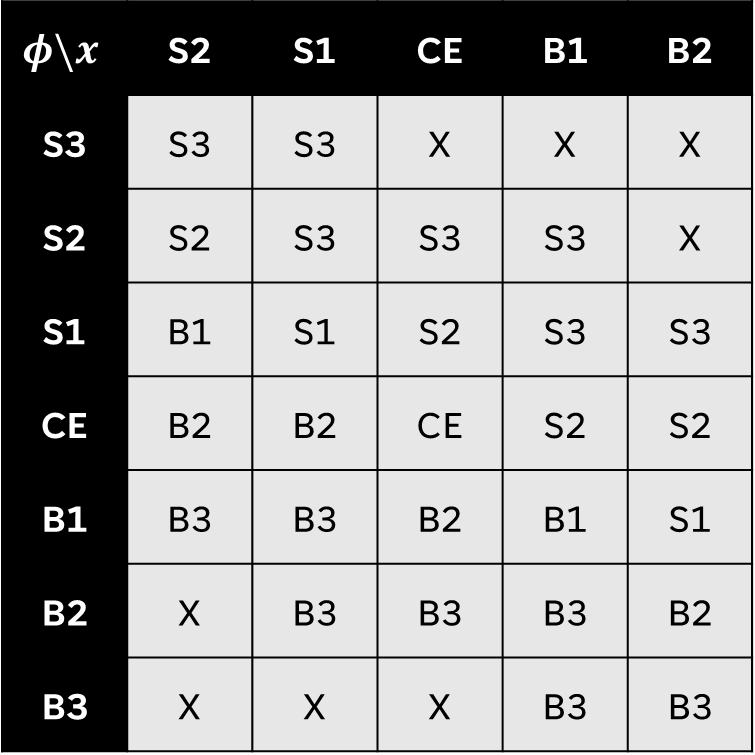 ϕ\x S2 S1 CE B1 B2
S3 S3 S3 X X X
S2 S2 S3 S3 S3 X
S1 B1 S1 S2 S3 S3
CE B2 B2 CE S2 S2
B1 B3 B3 B2 B1 S1
B2 X B3 B3 B3 B2
B3 X X X B3 B3